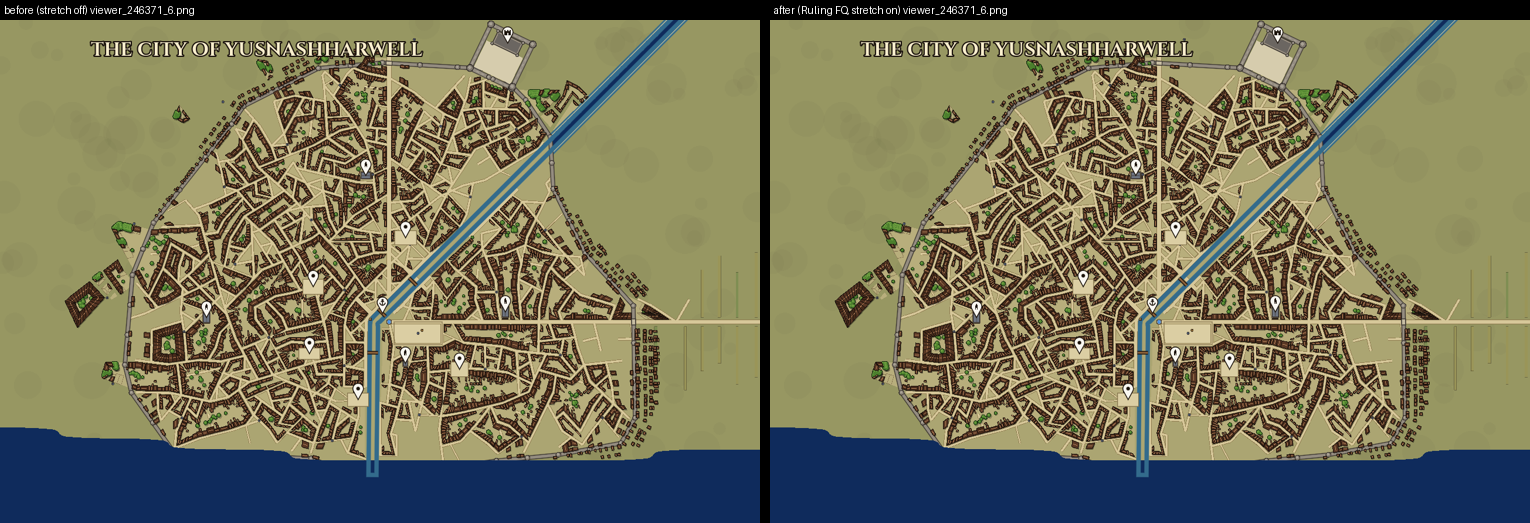 before (stretch off) viewer_246371_6.png
after (Ruling FQ, stretch on) viewer_246371_6.png
THE CITY OF YUSNASHHARWELL
THE CITY OF YUSNASHHARWELL